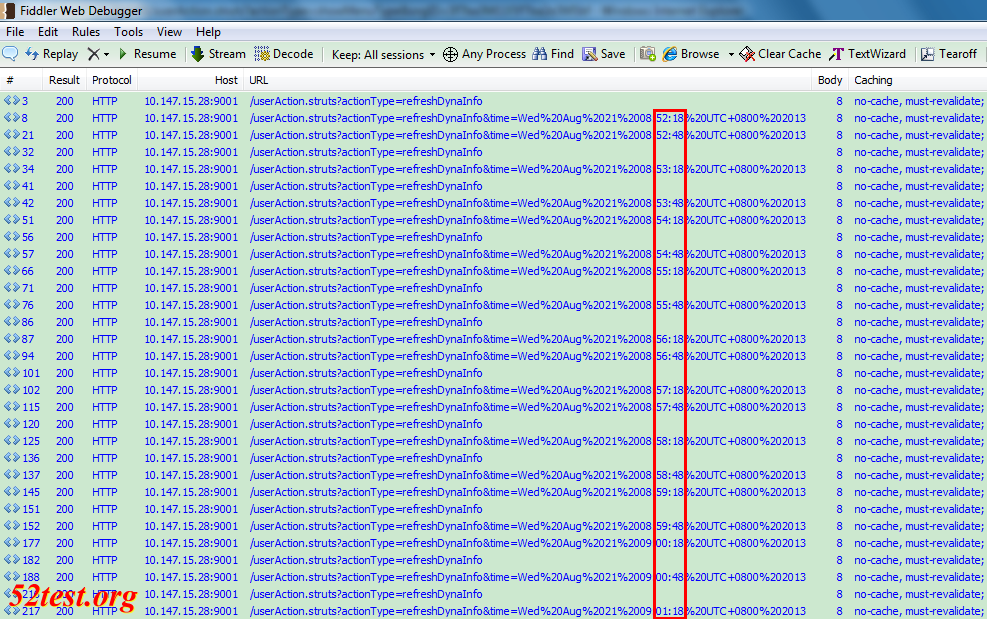 Fiddler Web Debugger
File Edit Rules Tools View Help
Replay Resume Stream Decode Keep: All sessions Any Process Find Save Browse Clear Cache TextWizard Tearoff
# Result Protocol Host URL Body Caching
3 200 HTTP 10.147.15.28:9001 /userAction.struts?actionType=refreshDynaInfo 8 no-cache, must-revalidate;
8 200 HTTP 10.147.15.28:9001 /userAction.struts?actionType=refreshDynaInfo&time=Wed%20Aug%2021%2008:52:18%20UTC+0800%202013 8 no-cache, must-revalidate;
21 200 HTTP 10.147.15.28:9001 /userAction.struts?actionType=refreshDynaInfo&time=Wed%20Aug%2021%2008:52:48%20UTC+0800%202013 8 no-cache, must-revalidate;
32 200 HTTP 10.147.15.28:9001 /userAction.struts?actionType=refreshDynaInfo 8 no-cache, must-revalidate;
34 200 HTTP 10.147.15.28:9001 /userAction.struts?actionType=refreshDynaInfo&time=Wed%20Aug%2021%2008:53:18%20UTC+0800%202013 8 no-cache, must-revalidate;
41 200 HTTP 10.147.15.28:9001 /userAction.struts?actionType=refreshDynaInfo 8 no-cache, must-revalidate;
42 200 HTTP 10.147.15.28:9001 /userAction.struts?actionType=refreshDynaInfo&time=Wed%20Aug%2021%2008:53:48%20UTC+0800%202013 8 no-cache, must-revalidate;
51 200 HTTP 10.147.15.28:9001 /userAction.struts?actionType=refreshDynaInfo&time=Wed%20Aug%2021%2008:54:18%20UTC+0800%202013 8 no-cache, must-revalidate;
56 200 HTTP 10.147.15.28:9001 /userAction.struts?actionType=refreshDynaInfo 8 no-cache, must-revalidate;
57 200 HTTP 10.147.15.28:9001 /userAction.struts?actionType=refreshDynaInfo&time=Wed%20Aug%2021%2008:54:48%20UTC+0800%202013 8 no-cache, must-revalidate;
66 200 HTTP 10.147.15.28:9001 /userAction.struts?actionType=refreshDynaInfo&time=Wed%20Aug%2021%2008:55:18%20UTC+0800%202013 8 no-cache, must-revalidate;
71 200 HTTP 10.147.15.28:9001 /userAction.struts?actionType=refreshDynaInfo 8 no-cache, must-revalidate;
76 200 HTTP 10.147.15.28:9001 /userAction.struts?actionType=refreshDynaInfo&time=Wed%20Aug%2021%2008:55:48%20UTC+0800%202013 8 no-cache, must-revalidate;
86 200 HTTP 10.147.15.28:9001 /userAction.struts?actionType=refreshDynaInfo 8 no-cache, must-revalidate;
87 200 HTTP 10.147.15.28:9001 /userAction.struts?actionType=refreshDynaInfo&time=Wed%20Aug%2021%2008:56:18%20UTC+0800%202013 8 no-cache, must-revalidate;
94 200 HTTP 10.147.15.28:9001 /userAction.struts?actionType=refreshDynaInfo&time=Wed%20Aug%2021%2008:56:48%20UTC+0800%202013 8 no-cache, must-revalidate;
101 200 HTTP 10.147.15.28:9001 /userAction.struts?actionType=refreshDynaInfo 8 no-cache, must-revalidate;
102 200 HTTP 10.147.15.28:9001 /userAction.struts?actionType=refreshDynaInfo&time=Wed%20Aug%2021%2008:57:18%20UTC+0800%202013 8 no-cache, must-revalidate;
115 200 HTTP 10.147.15.28:9001 /userAction.struts?actionType=refreshDynaInfo&time=Wed%20Aug%2021%2008:57:48%20UTC+0800%202013 8 no-cache, must-revalidate;
120 200 HTTP 10.147.15.28:9001 /userAction.struts?actionType=refreshDynaInfo 8 no-cache, must-revalidate;
125 200 HTTP 10.147.15.28:9001 /userAction.struts?actionType=refreshDynaInfo&time=Wed%20Aug%2021%2008:58:18%20UTC+0800%202013 8 no-cache, must-revalidate;
136 200 HTTP 10.147.15.28:9001 /userAction.struts?actionType=refreshDynaInfo 8 no-cache, must-revalidate;
137 200 HTTP 10.147.15.28:9001 /userAction.struts?actionType=refreshDynaInfo&time=Wed%20Aug%2021%2008:58:48%20UTC+0800%202013 8 no-cache, must-revalidate;
145 200 HTTP 10.147.15.28:9001 /userAction.struts?actionType=refreshDynaInfo&time=Wed%20Aug%2021%2008:59:18%20UTC+0800%202013 8 no-cache, must-revalidate;
151 200 HTTP 10.147.15.28:9001 /userAction.struts?actionType=refreshDynaInfo 8 no-cache, must-revalidate;
152 200 HTTP 10.147.15.28:9001 /userAction.struts?actionType=refreshDynaInfo&time=Wed%20Aug%2021%2008:59:48%20UTC+0800%202013 8 no-cache, must-revalidate;
177 200 HTTP 10.147.15.28:9001 /userAction.struts?actionType=refreshDynaInfo&time=Wed%20Aug%2021%2009:00:18%20UTC+0800%202013 8 no-cache, must-revalidate;
182 200 HTTP 10.147.15.28:9001 /userAction.struts?actionType=refreshDynaInfo 8 no-cache, must-revalidate;
188 200 HTTP 10.147.15.28:9001 /userAction.struts?actionType=refreshDynaInfo&time=Wed%20Aug%2021%2009:00:48%20UTC+0800%202013 8 no-cache, must-revalidate;
200 HTTP 10.147.15.28:9001 /userAction.struts?actionType=refreshDynaInfo 8 no-cache, must-revalidate;
217 200 HTTP 10.147.15.28:9001 /userAction.struts?actionType=refreshDynaInfo&time=Wed%20Aug%2021%2009:01:18%20UTC+0800%202013 8 no-cache, must-revalidate;
52test.org